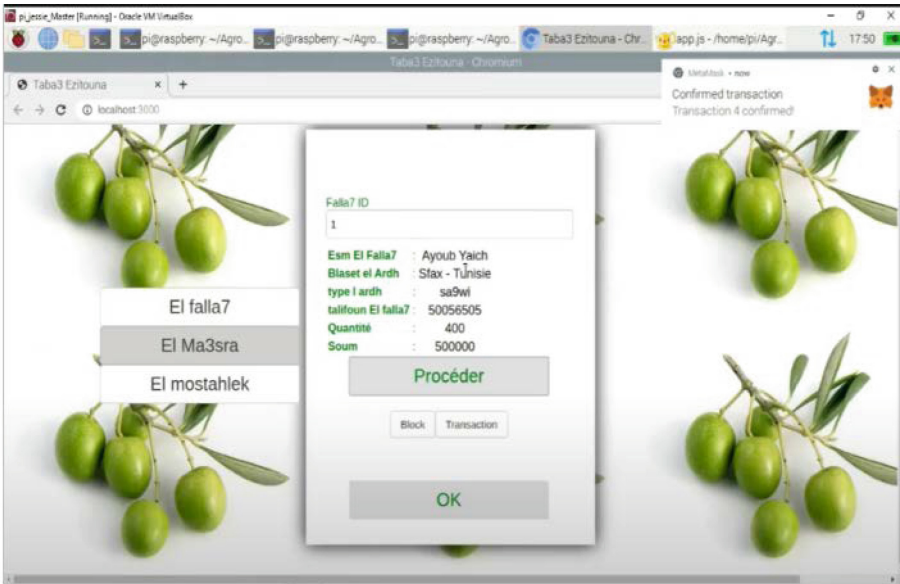 pi_jessie_Master [Running] - Oracle VM VirtualBox
pi@raspberry: ~/Agro...
pi@raspberry: ~/Agro...
pi@raspberry: ~/Agro...
Taba3 Ezitouna - Chr...
app.js - /home/pi/Agr...
17:50
Taba3 Ezitouna - Chromium
Taba3 Ezitouna
MetaMask • now
Confirmed transaction
Transaction 4 confirmed!
localhost:3000
Falla7 ID
1
Esm El Falla7 : Ayoub Yaich
Blaset el Ardh : Sfax - Tunisie
type l ardh : sa9wi
talifoun El falla7 : 50056505
Quantité : 400
Soum : 500000
El falla7
El Ma3sra
El mostahlek
Procéder
Block
Transaction
OK